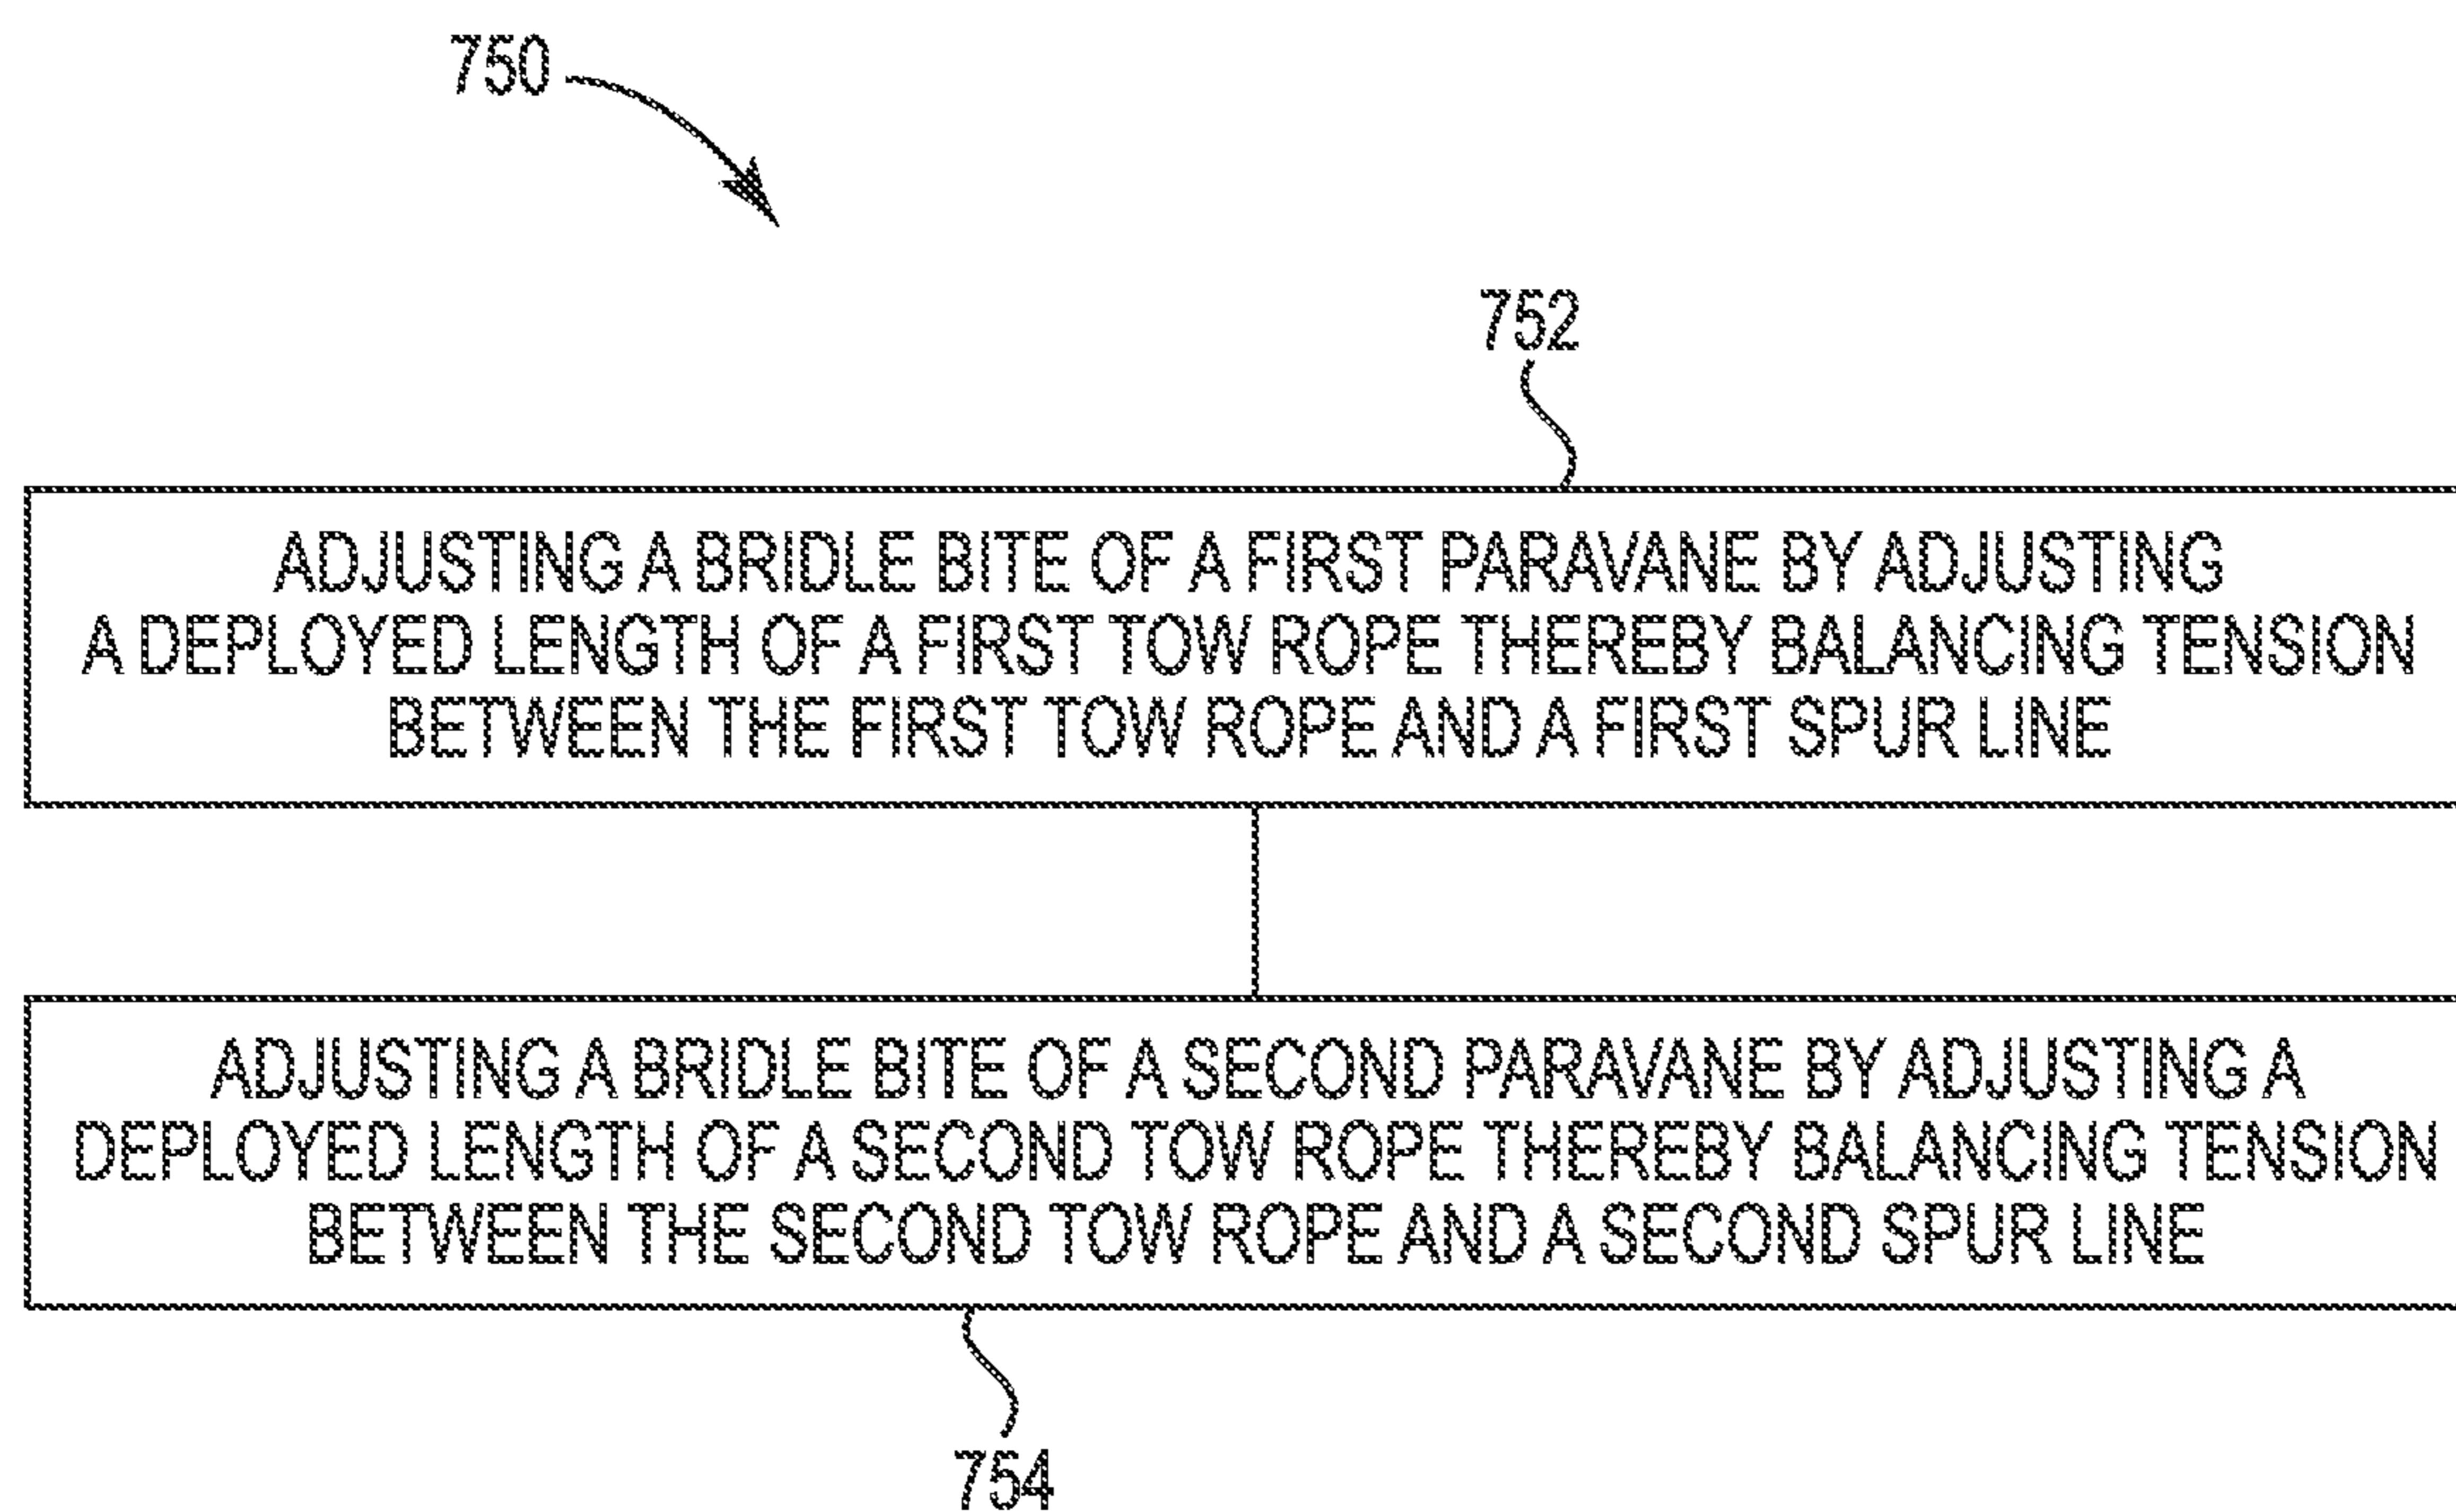 750
752
ADJUSTING A BRIDLE BITE OF A FIRST PARAVANE BY ADJUSTING
A DEPLOYED LENGTH OF A FIRST TOW ROPE THEREBY BALANCING TENSION
BETWEEN THE FIRST TOW ROPE AND A FIRST SPUR LINE
ADJUSTING A BRIDLE BITE OF A SECOND PARAVANE BY ADJUSTING A
DEPLOYED LENGTH OF A SECOND TOW ROPE THEREBY BALANCING TENSION
BETWEEN THE SECOND TOW ROPE AND A SECOND SPUR LINE
754